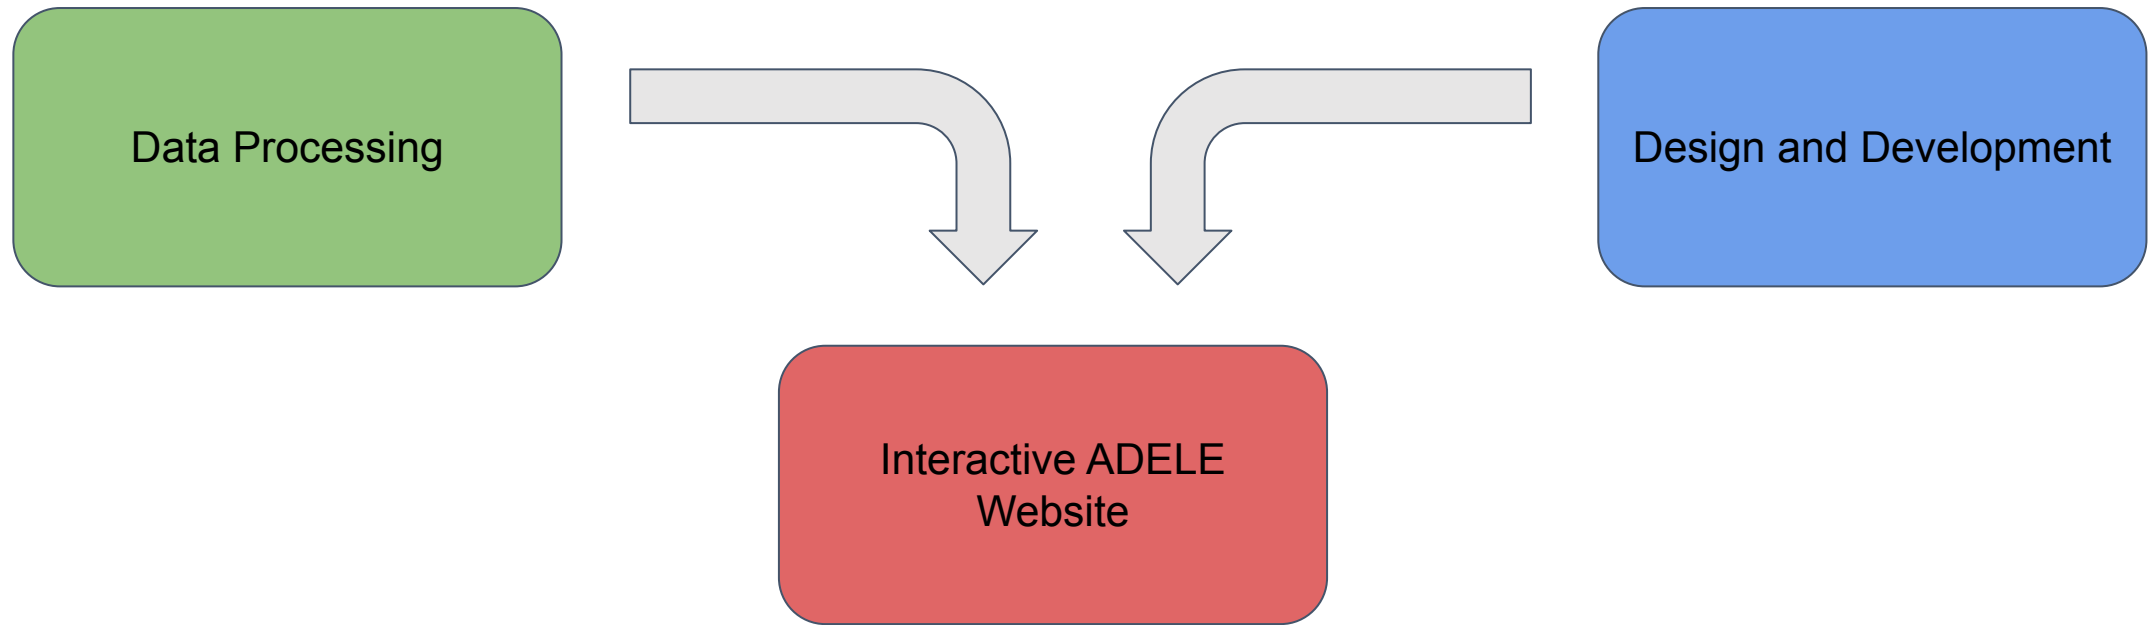 Data Processing
Design and Development
Interactive ADELE
Website